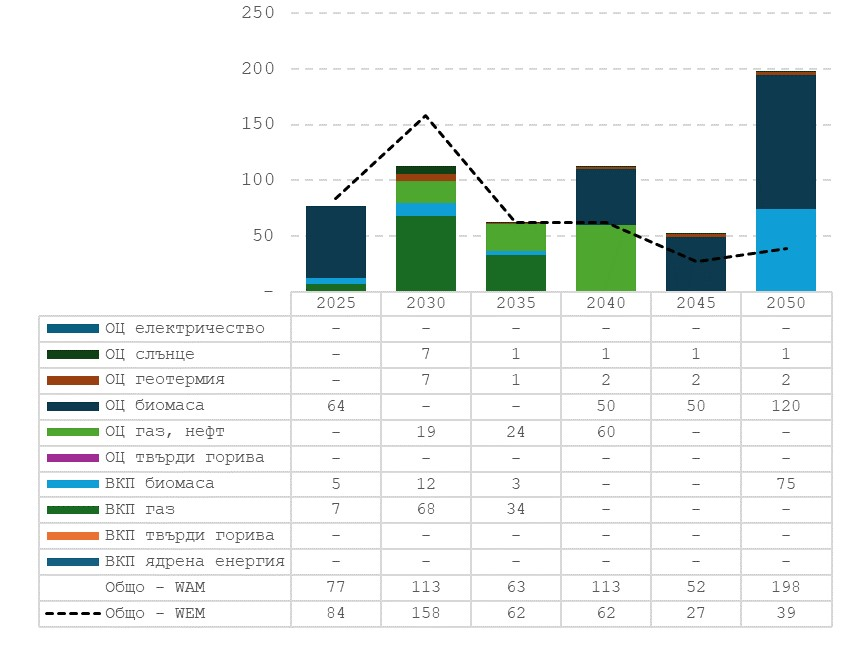 250
200
150
100
50
–
2025 2030 2035 2040 2045 2050
ОЦ електричество – – – – – –
ОЦ слънце – 7 1 1 1 1
ОЦ геотермия – 7 1 2 2 2
ОЦ биомаса 64 – – 50 50 120
ОЦ газ, нефт – 19 24 60 – –
ОЦ твърди горива – – – – – –
ВКП биомаса 5 12 3 – – 75
ВКП газ 7 68 34 – – –
ВКП твърди горива – – – – – –
ВКП ядрена енергия – – – – – –
Общо – WAM 77 113 63 113 52 198
Общо – WEM 84 158 62 62 27 39